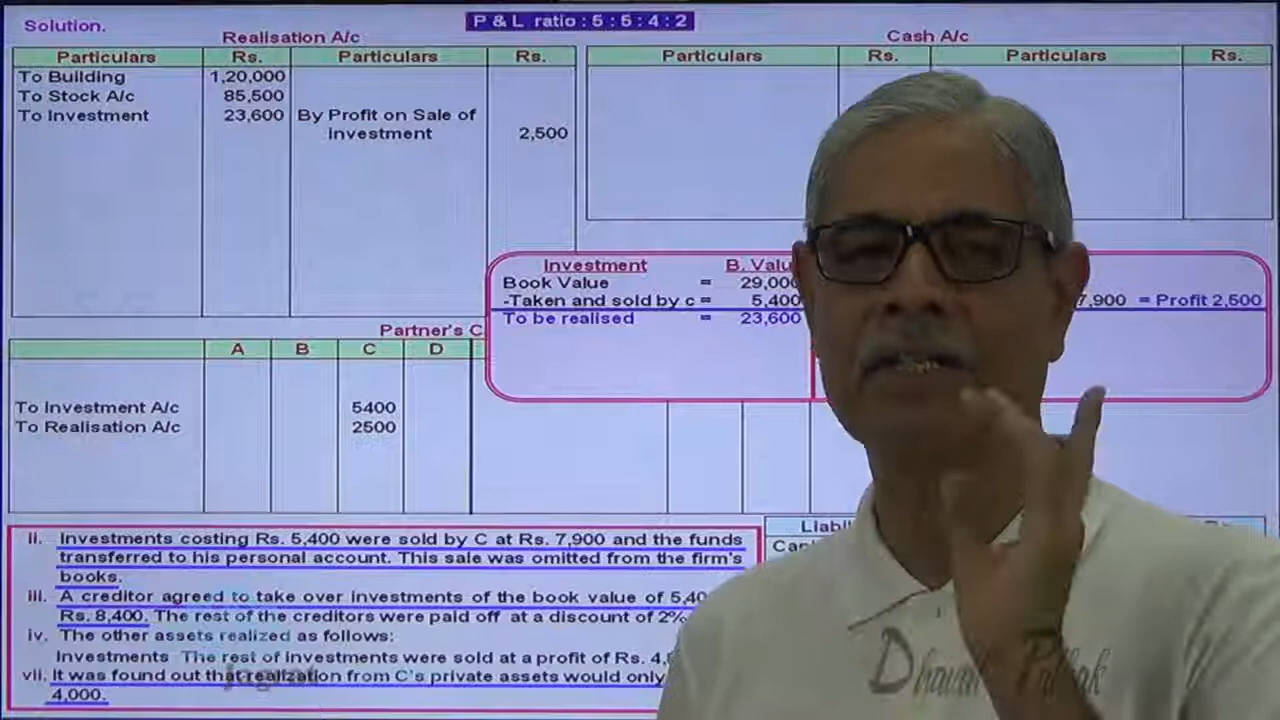 Solution.
P & L ratio : 5 : 5 : 4 : 2
Realisation A/c
Particulars Rs. Particulars Rs.
To Building 1,20,000
To Stock A/c 85,500
To Investment 23,600 By Profit on Sale of
Investment 2,500
Cash A/c
Particulars Rs. Particulars Rs.
Investment B. Valu
Book Value = 29,000
-Taken and sold by c = 5,400 7,900 = Profit 2,500
To be realised = 23,600
Partner's C
A B C D
To Investment A/c 5400
To Realisation A/c 2500
ii. Investments costing Rs. 5,400 were sold by C at Rs. 7,900 and the funds
transferred to his personal account. This sale was omitted from the firm's
books.
iii. A creditor agreed to take over investments of the book value of 5,40
Rs. 8,400. The rest of the creditors were paid off at a discount of 2%
iv. The other assets realized as follows:
Investments The rest of investments were sold at a profit of Rs. 4,
vii. It was found out that realization from C's private assets would only
4,000.
Liabil
Cap